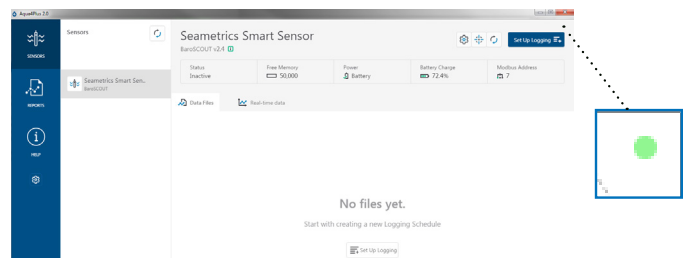 Aqua4Plus 2.0
SENSORS
REPORTS
HELP
Sensors
Seametrics Smart Sen..
BaroSCOUT
Seametrics Smart Sensor
BaroSCOUT v2.4
Set Up Logging
Status Free Memory Power Battery Charge Modbus Address
Inactive 50,000 Battery 72.4% 7
Data Files Real-time data
No files yet.
Start with creating a new Logging Schedule
Set Up Logging